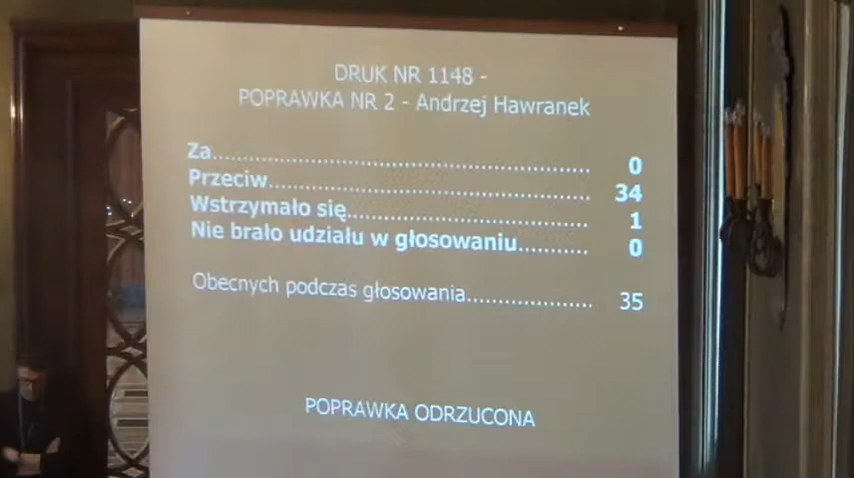 DRUK NR 1148 -
POPRAWKA NR 2 - Andrzej Hawranek
Za.......................................................... 0
Przeciw.................................................. 34
Wstrzymało się...................................... 1
Nie brało udziału w głosowaniu........... 0
Obecnych podczas głosowania.................... 35
POPRAWKA ODRZUCONA